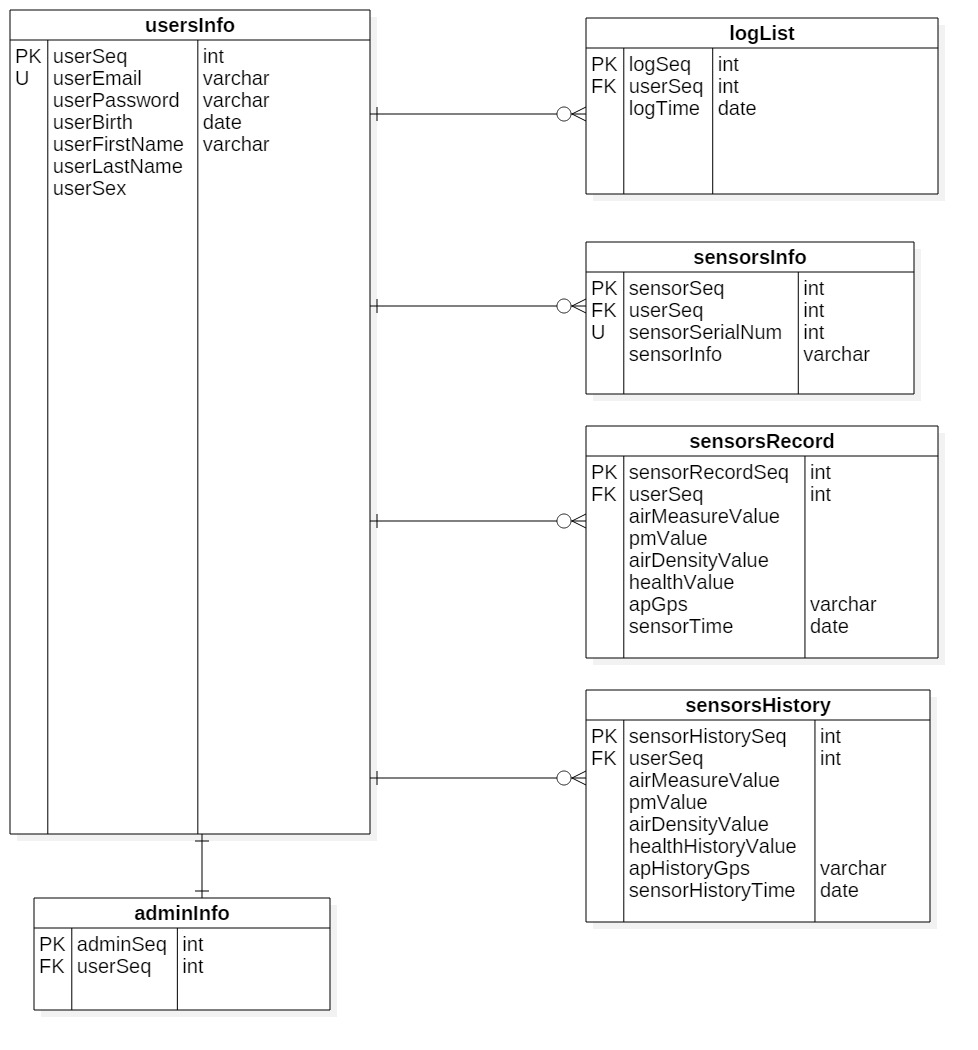 usersInfo
PK userSeq int
U userEmail varchar
userPassword varchar
userBirth date
userFirstName varchar
userLastName
userSex
logList
PK logSeq int
FK userSeq int
logTime date
sensorsInfo
PK sensorSeq int
FK userSeq int
U sensorSerialNum int
sensorInfo varchar
sensorsRecord
PK sensorRecordSeq int
FK userSeq int
airMeasureValue
pmValue
airDensityValue
healthValue
apGps varchar
sensorTime date
sensorsHistory
PK sensorHistorySeq int
FK userSeq int
airMeasureValue
pmValue
airDensityValue
healthHistoryValue
apHistoryGps varchar
sensorHistoryTime date
adminInfo
PK adminSeq int
FK userSeq int